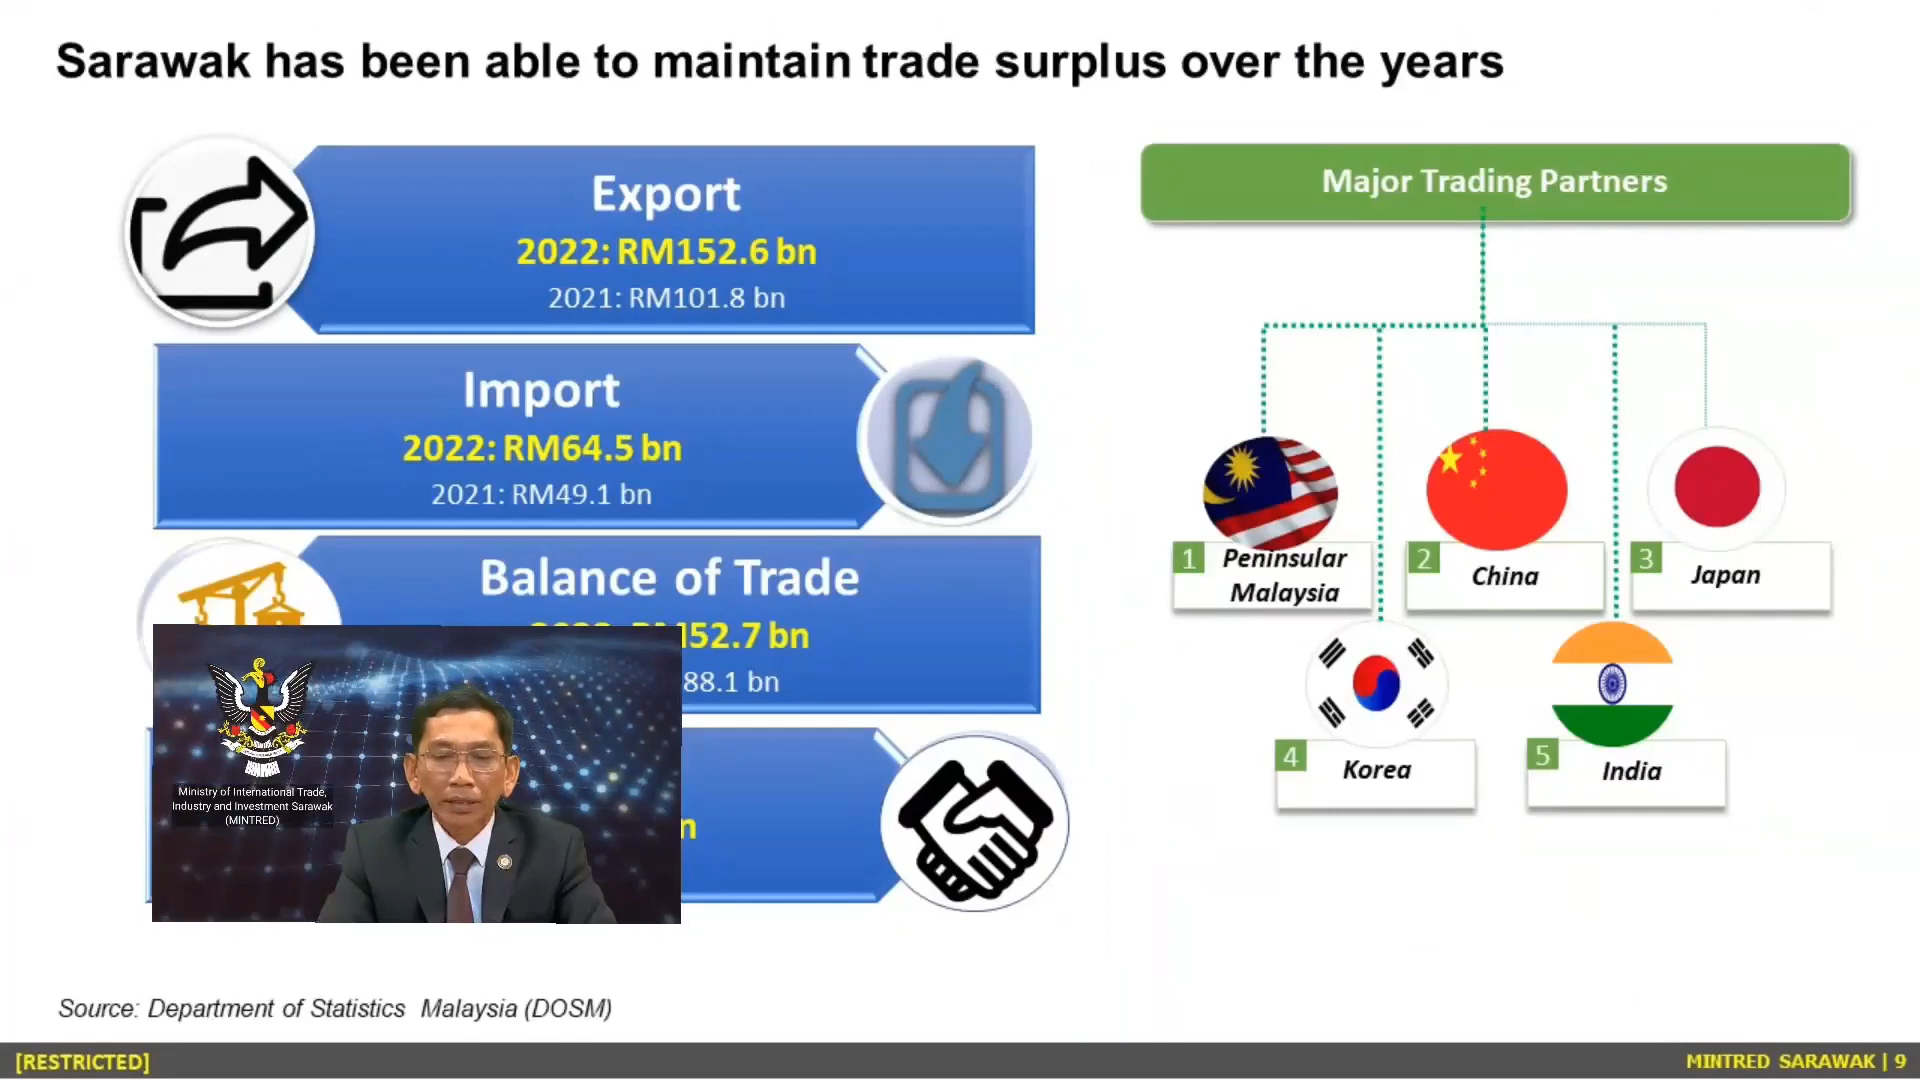 Sarawak has been able to maintain trade surplus over the years
Export
2022: RM152.6 bn
2021: RM101.8 bn
Import
2022: RM64.5 bn
2021: RM49.1 bn
Balance of Trade
52.7 bn
88.1 bn
Ministry of International Trade,
Industry and Investment Sarawak
(MINTRED)
n
Major Trading Partners
1 Peninsular
Malaysia
2 China
3 Japan
4 Korea
5 India
Source: Department of Statistics Malaysia (DOSM)
[RESTRICTED]
MINTRED SARAWAK | 9